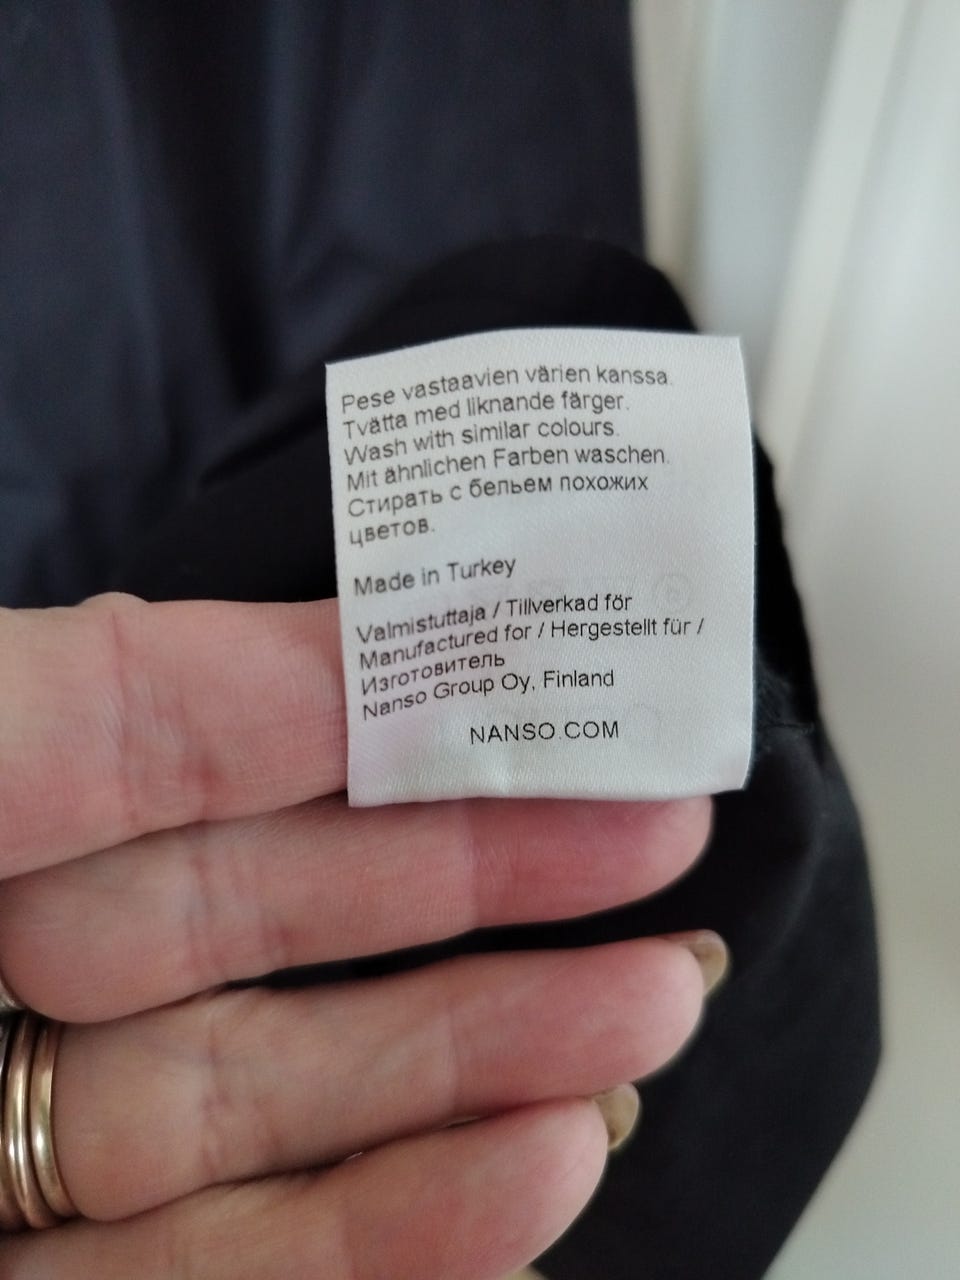 Pese vastaavien värien kanssa.
Tvätta med liknande färger.
Wash with similar colours.
Mit ähnlichen Farben waschen.
Стирать с бельем похожих
цветов.
Made in Turkey
Valmistuttaja / Tillverkad för
Manufactured for / Hergestellt für /
Изготовитель
Nanso Group Oy, Finland
NANSO.COM